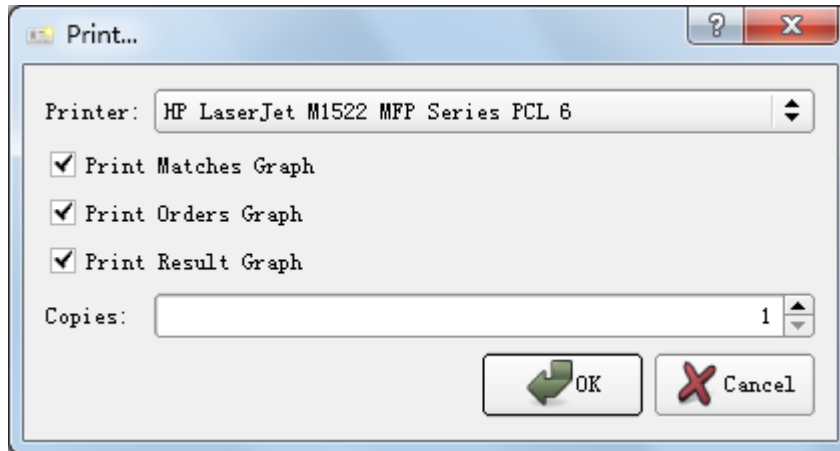 Print...
Printer: HP LaserJet M1522 MFP Series PCL 6
Print Matches Graph
Print Orders Graph
Print Result Graph
Copies: 1
OK Cancel